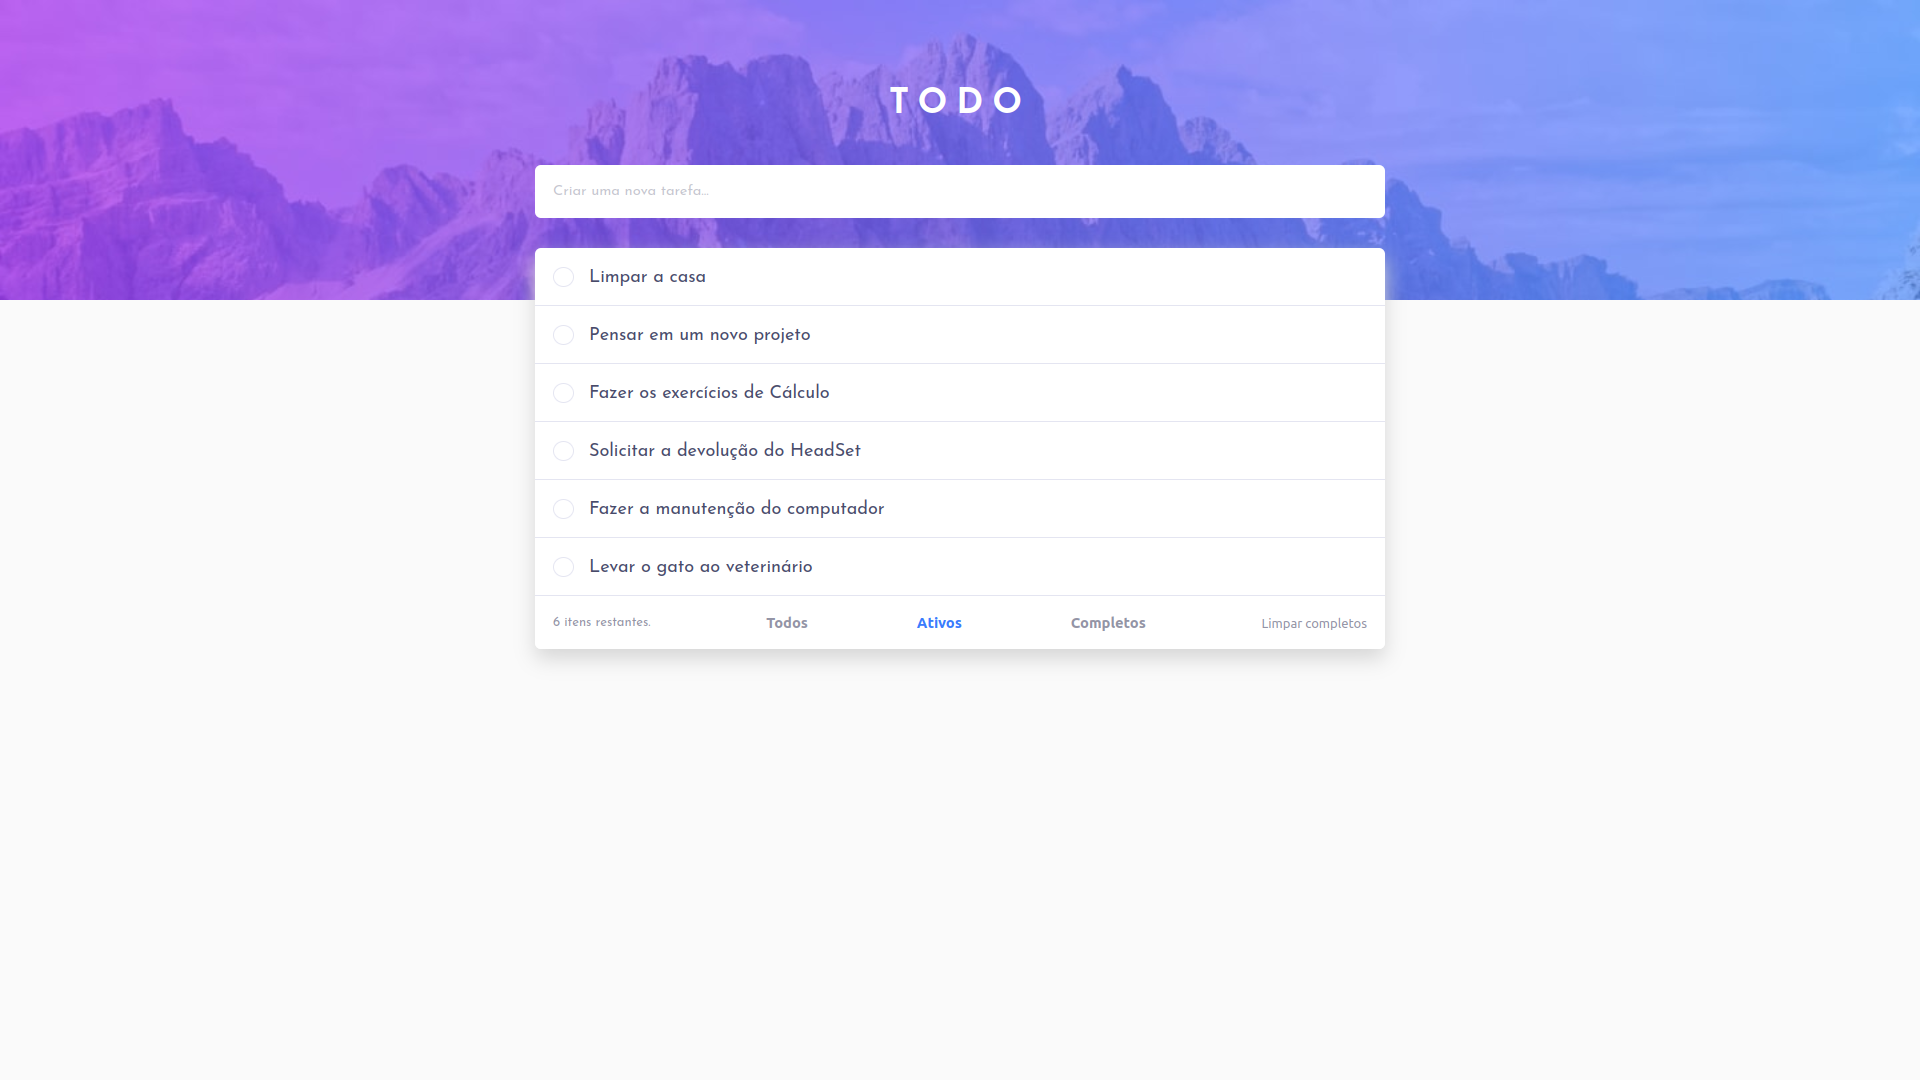 TODO
Criar uma nova tarefa...
Limpar a casa
Pensar em um novo projeto
Fazer os exercícios de Cálculo
Solicitar a devolução do HeadSet
Fazer a manutenção do computador
Levar o gato ao veterinário
6 itens restantes. Todos Ativos Completos Limpar completos